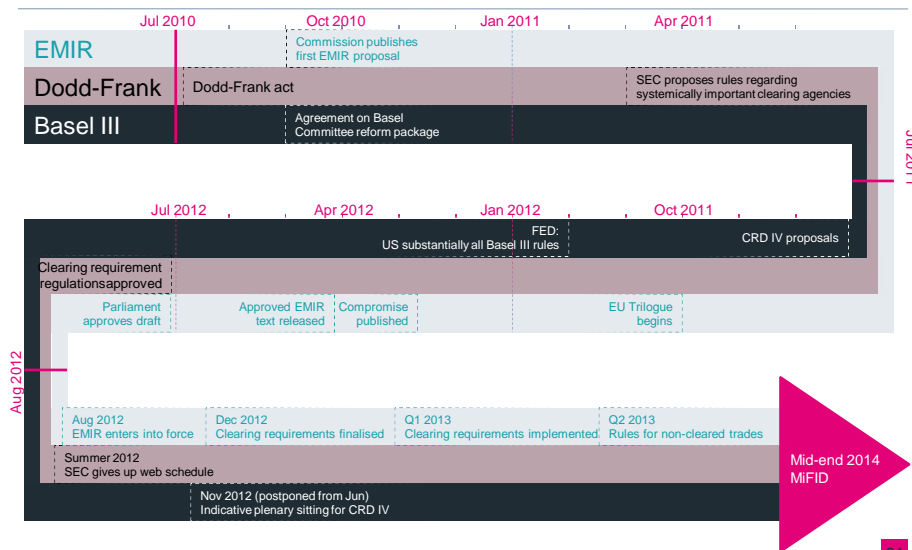 Jul 2010 Oct 2010 Jan 2011 Apr 2011
EMIR
Commission publishes
first EMIR proposal
Dodd-Frank
Dodd-Frank act
SEC proposes rules regarding
systemically important clearing agencies
Basel III
Agreement on Basel
Committee reform package
Jul 2011
Jul 2012 Apr 2012 Jan 2012 Oct 2011
FED:
US substantially all Basel III rules
CRD IV proposals
Clearing requirement
regulationsapproved
Parliament
approves draft
Approved EMIR
text released
Compromise
published
EU Trilogue
begins
Aug 2012
Aug 2012
EMIR enters into force
Dec 2012
Clearing requirements finalised
Q1 2013
Clearing requirements implemented
Q2 2013
Rules for non-cleared trades
Summer 2012
SEC gives up web schedule
Mid-end 2014
MiFID
Nov 2012 (postponed from Jun)
Indicative plenary sitting for CRD IV